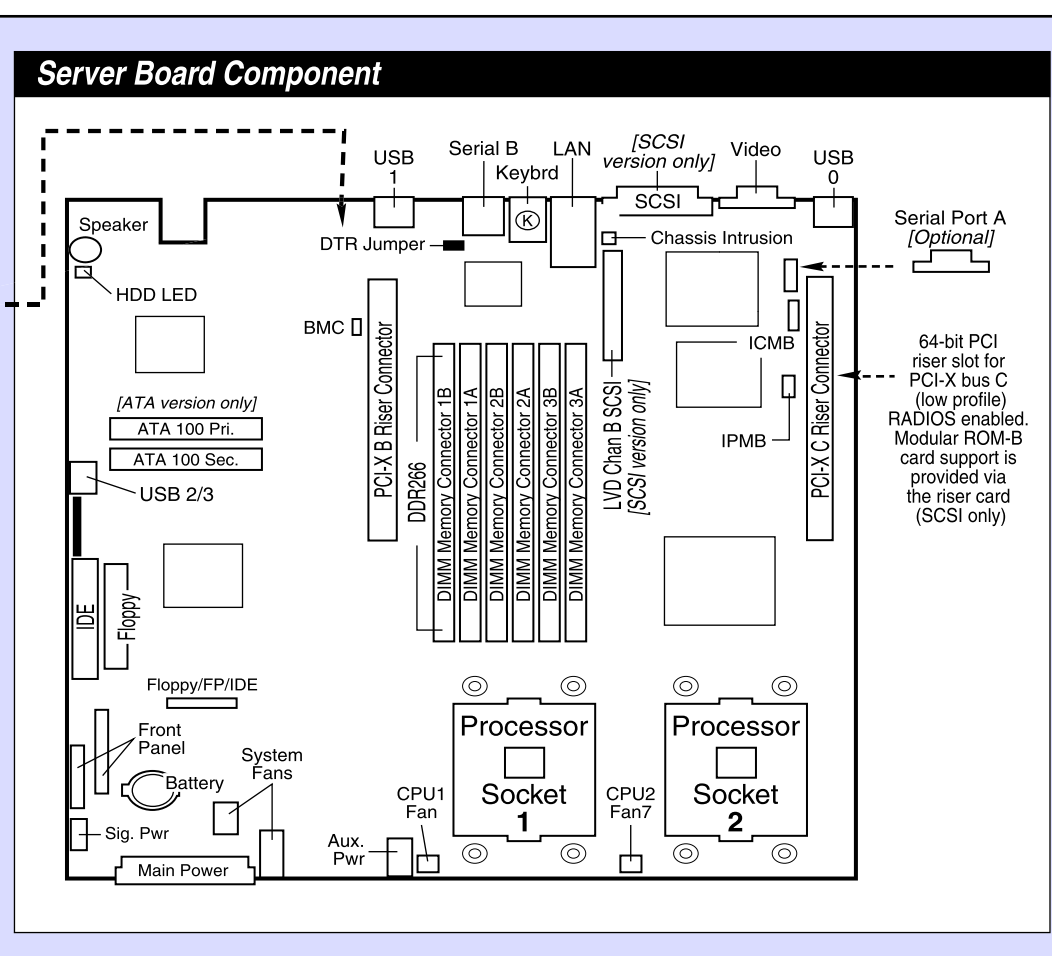 Server Board Component
USB
1
Serial B
Keybrd
K
LAN
[SCSI
version only]
SCSI
Video
USB
0
Speaker
DTR Jumper
Chassis Intrusion
Serial Port A
[Optional]
HDD LED
BMC
ICMB
IPMB
PCI-X B Riser Connector
DDR266
DIMM Memory Connector 1B
DIMM Memory Connector 1A
DIMM Memory Connector 2B
DIMM Memory Connector 2A
DIMM Memory Connector 3B
DIMM Memory Connector 3A
LVD Chan B SCSI
[SCSI version only]
PCI-X C Riser Connector
64-bit PCI
riser slot for
PCI-X bus C
(low profile)
RADIOS enabled.
Modular ROM-B
card support is
provided via
the riser card
(SCSI only)
[ATA version only]
ATA 100 Pri.
ATA 100 Sec.
USB 2/3
IDE
Floppy
Floppy/FP/IDE
Front
Panel
Battery
System
Fans
Sig. Pwr
Main Power
Aux.
Pwr
CPU1
Fan
Processor
Socket
1
CPU2
Fan7
Processor
Socket
2